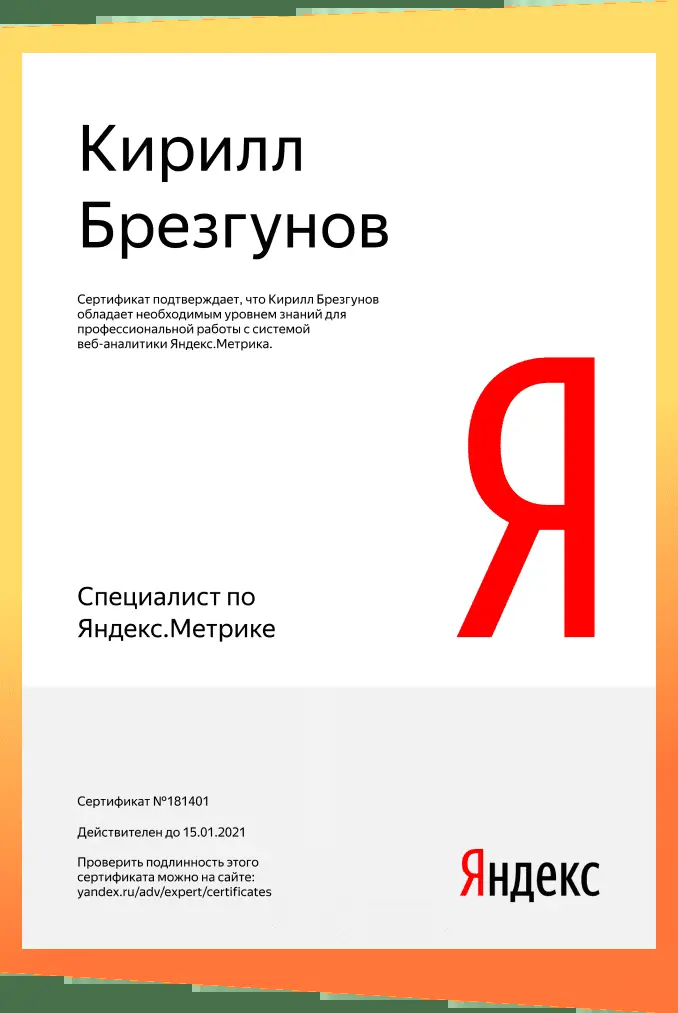 Кирилл
Брезгунов
Сертификат подтверждает, что Кирилл Брезгунов
обладает необходимым уровнем знаний для
профессиональной работы с системой
веб-аналитики Яндекс.Метрика.
Я
Специалист по
Яндекс.Метрике
Сертификат №181401
Действителен до 15.01.2021
Проверить подлинность этого
сертификата можно на сайте:
yandex.ru/adv/expert/certificates
Яндекс